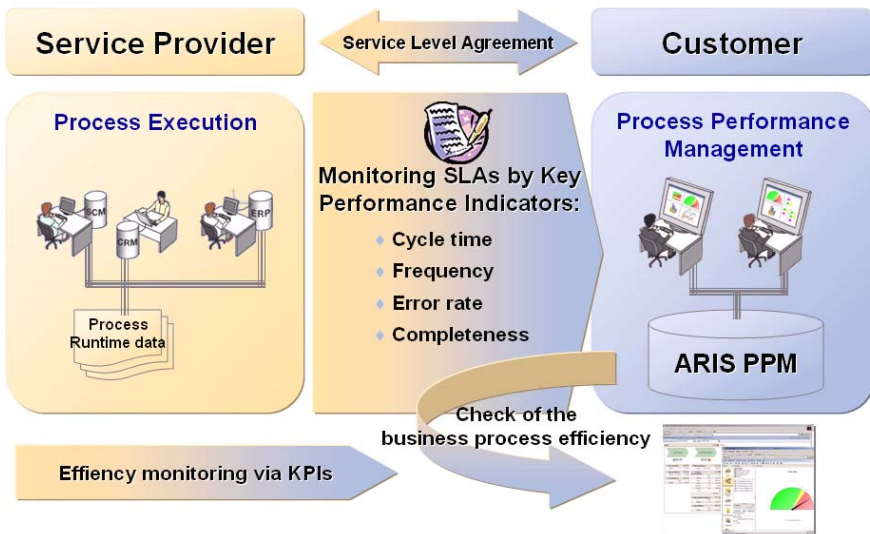 Service Provider
Service Level Agreement
Customer
Process Execution
SCM
CRM
ERP
Process
Runtime data
Monitoring SLAs by Key
Performance Indicators:
Cycle time
Frequency
Error rate
Completeness
Process Performance
Management
ARIS PPM
Check of the
business process efficiency
Effiency monitoring via KPIs